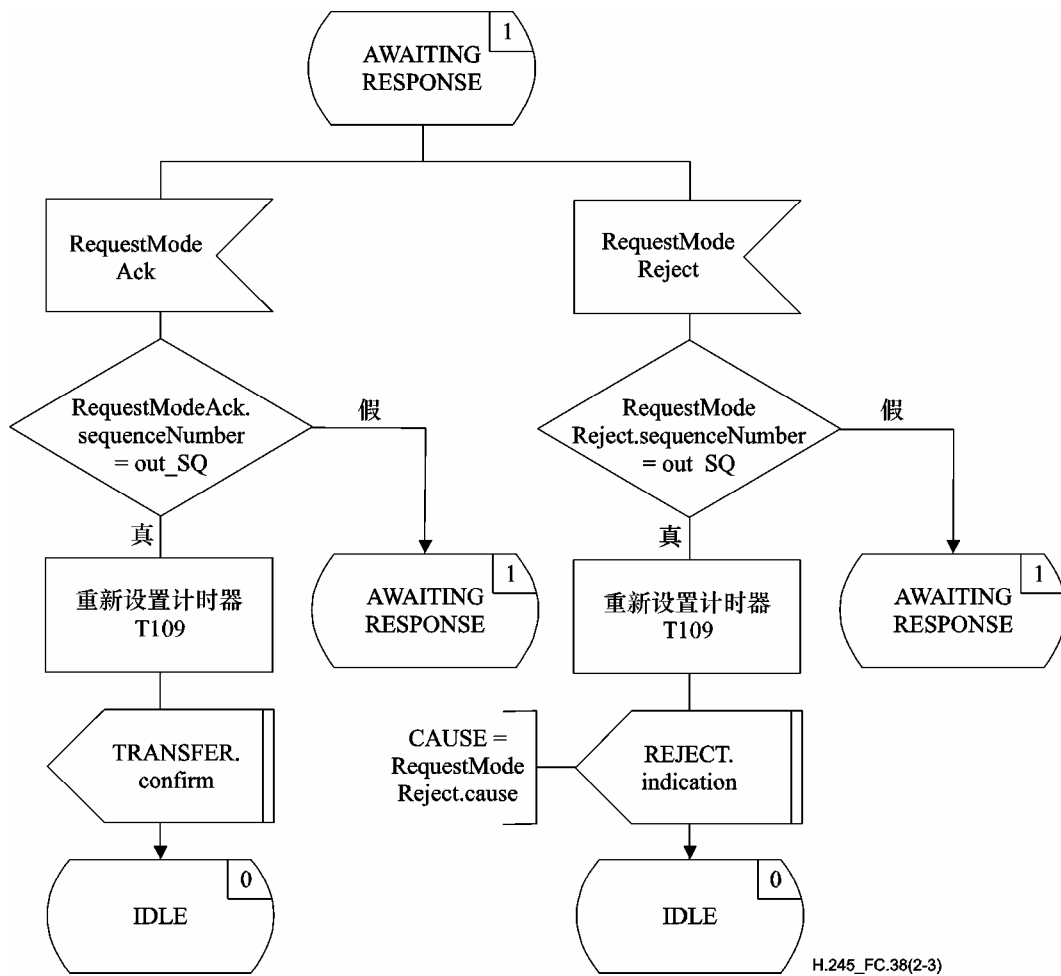 1
AWAITING
RESPONSE
RequestMode
Ack
RequestMode
Reject
RequestModeAck.
sequenceNumber
= out_SQ
假
RequestMode
Reject.sequenceNumber
= out SQ
假
真
真
重新设置计时器
T109
1
AWAITING
RESPONSE
重新设置计时器
T109
1
AWAITING
RESPONSE
TRANSFER.
confirm
CAUSE =
RequestMode
Reject.cause
REJECT.
indication
0
IDLE
0
IDLE
H.245_FC.38(2-3)